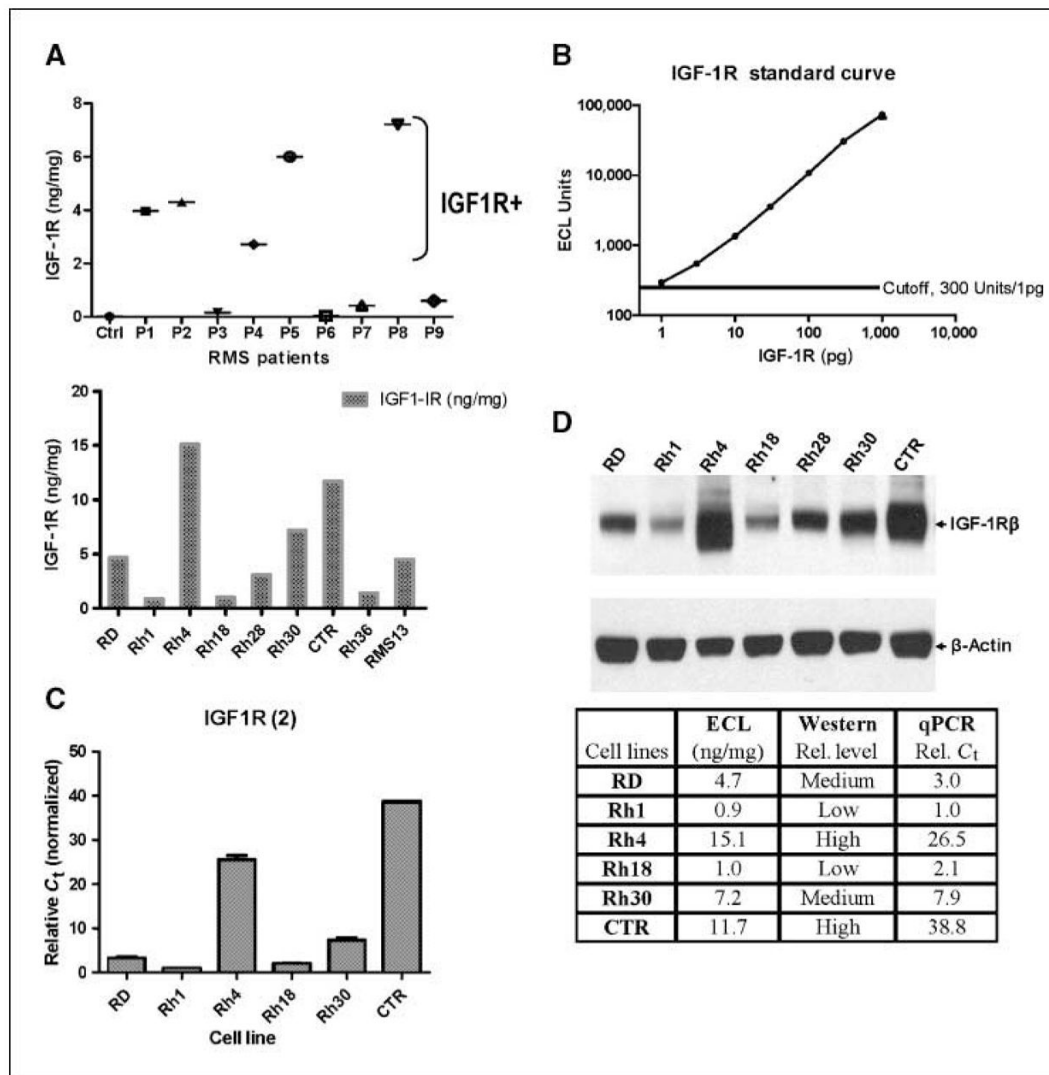 A
8
6
4
2
0
IGF-1R (ng/mg)
IGF1R+
Ctrl P1 P2 P3 P4 P5 P6 P7 P8 P9
RMS patients
20
15
10
5
0
IGF-1R (ng/mg)
IGF1-IR (ng/mg)
RD Rh1 Rh4 Rh18 Rh28 Rh30 CTR Rh36 RMS13
B
IGF-1R standard curve
100,000
10,000
1,000
100
ECL Units
Cutoff, 300 Units/1pg
1 10 100 1,000 10,000
IGF-1R (pg)
C
IGF1R (2)
50
40
30
20
10
0
Relative Ct (normalized)
RD Rh1 Rh4 Rh18 Rh30 CTR
Cell line
D
RD Rh1 Rh4 Rh18 Rh28 Rh30 CTR
IGF-1Rβ
β-Actin
ECL Western qPCR
Cell lines (ng/mg) Rel. level Rel. Ct
RD 4.7 Medium 3.0
Rh1 0.9 Low 1.0
Rh4 15.1 High 26.5
Rh18 1.0 Low 2.1
Rh30 7.2 Medium 7.9
CTR 11.7 High 38.8